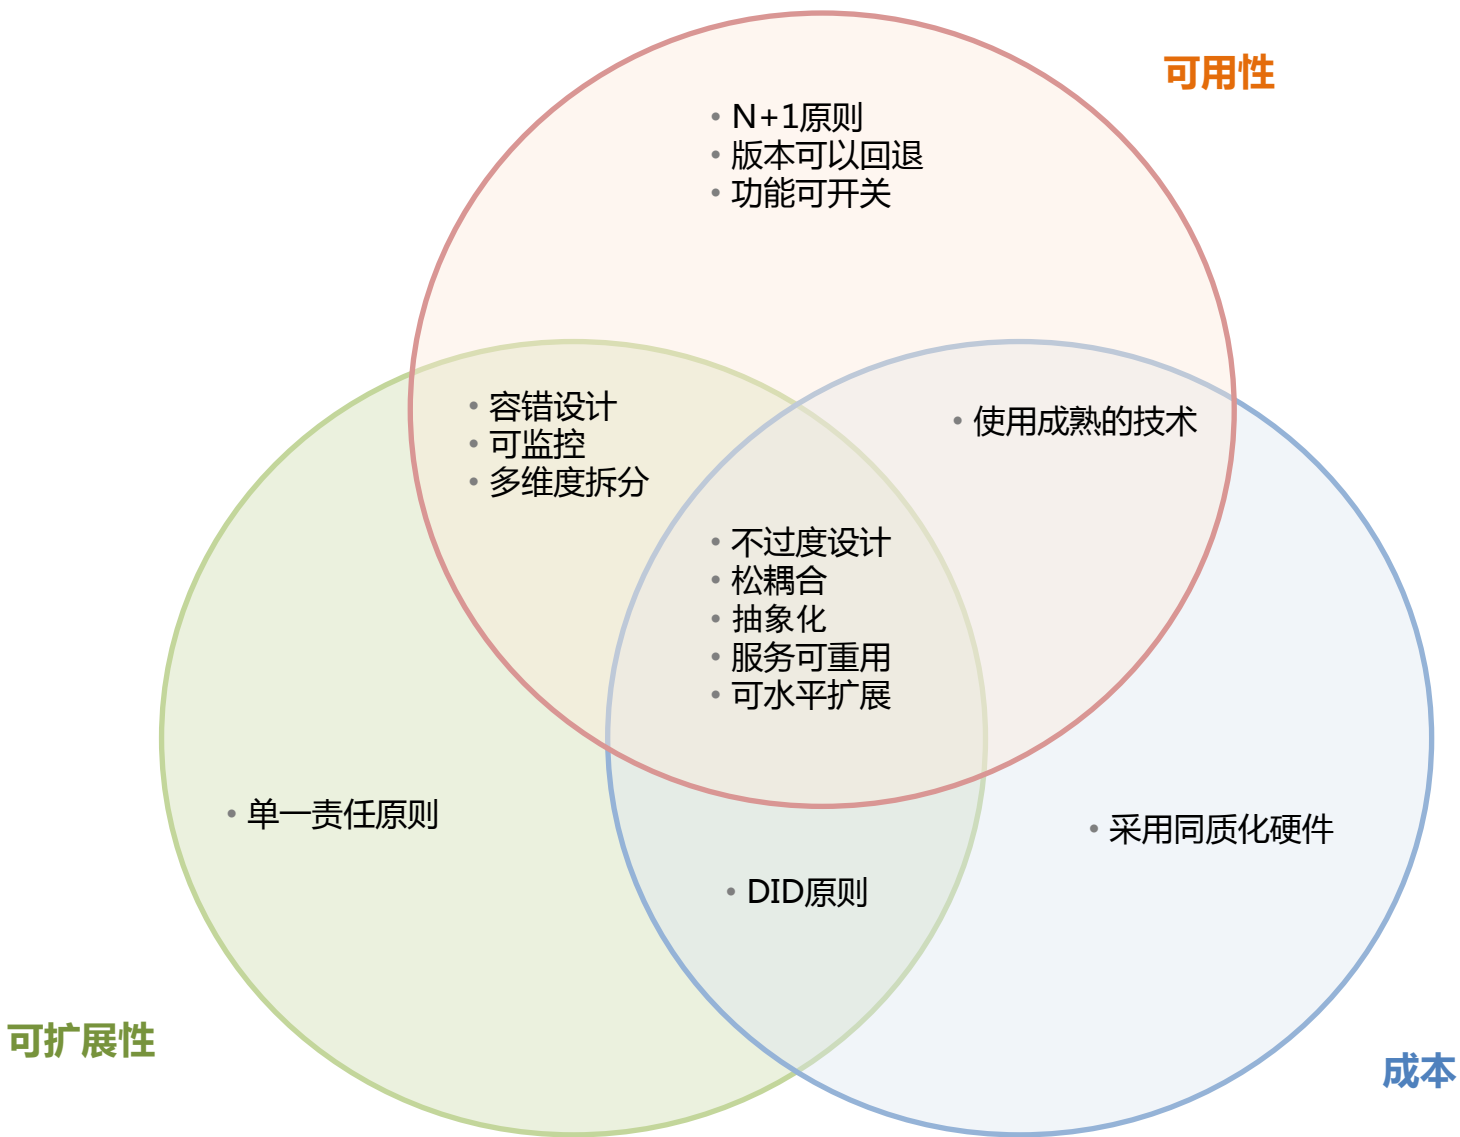 可用性
• N+1原则
• 版本可以回退
• 功能可开关
• 容错设计
• 可监控
• 多维度拆分
• 使用成熟的技术
• 不过度设计
• 松耦合
• 抽象化
• 服务可重用
• 可水平扩展
• 单一责任原则
• 采用同质化硬件
• DID原则
可扩展性
成本